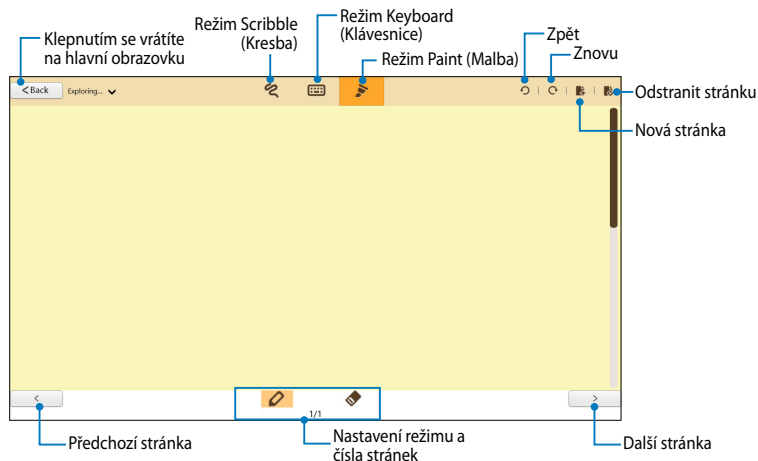 Klepnutím se vrátíte
na hlavní obrazovku
Režim Scribble
(Kresba)
Režim Keyboard
(Klávesnice)
Režim Paint (Malba)
Zpět
Znovu
<Back
Exploring...
Odstranit stránku
Nová stránka
<
1/1
>
Předchozí stránka
Nastavení režimu a
čísla stránek
Další stránka